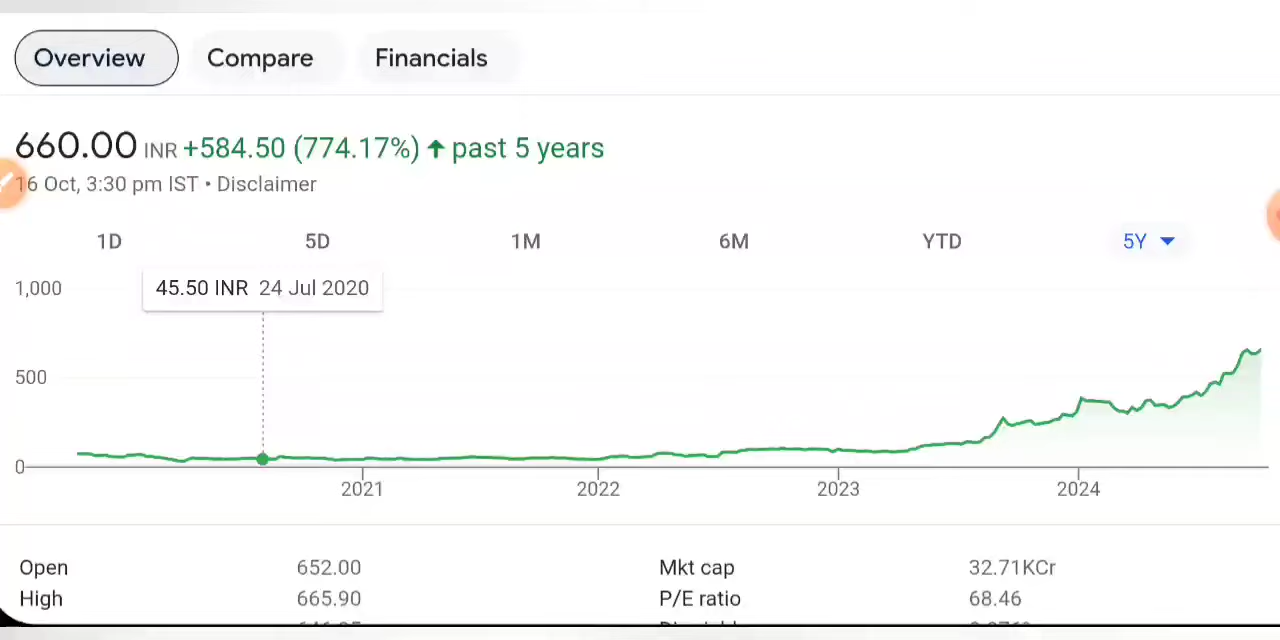 Overview Compare Financials
660.00 INR +584.50 (774.17%) ↑ past 5 years
16 Oct, 3:30 pm IST • Disclaimer
1D 5D 1M 6M YTD 5Y
45.50 INR 24 Jul 2020
1,000
500
0
2021 2022 2023 2024
Open 652.00 Mkt cap 32.71KCr
High 665.90 P/E ratio 68.46